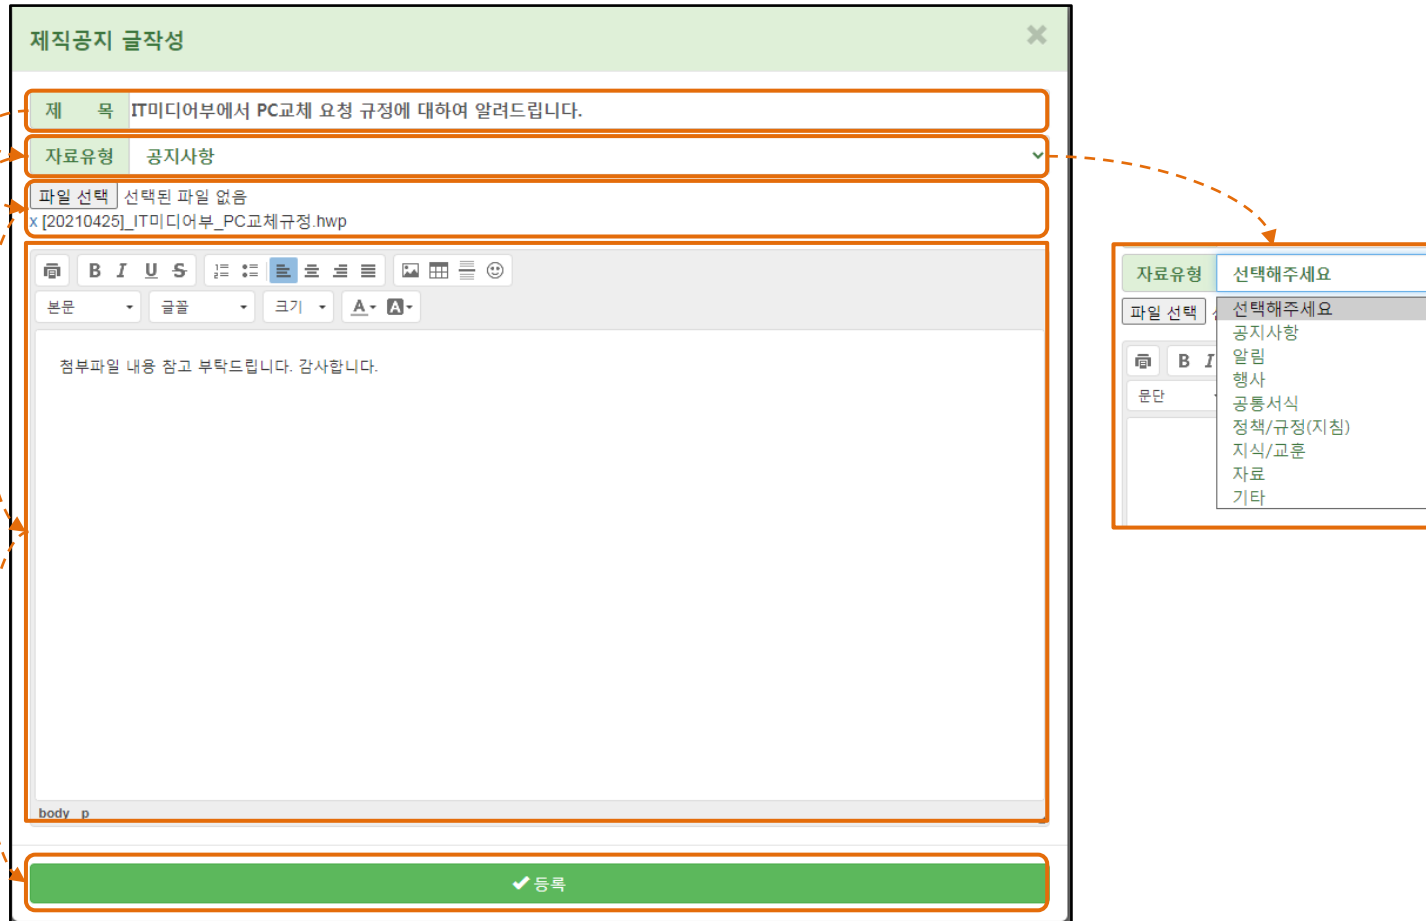 제직공지 글작성
제 목 IT미디어부에서 PC교체 요청 규정에 대하여 알려드립니다.
자료유형 공지사항
파일 선택 선택된 파일 없음
x [20210425]_IT미디어부_PC교체규정.hwp
B I U S
본문 글꼴 크기 A A
첨부파일 내용 참고 부탁드립니다. 감사합니다.
body p
등록
자료유형 선택해주세요
파일 선택
선택해주세요
공지사항
B I
알림
행사
문단
공통서식
정책/규정(지침)
지식/교훈
자료
기타